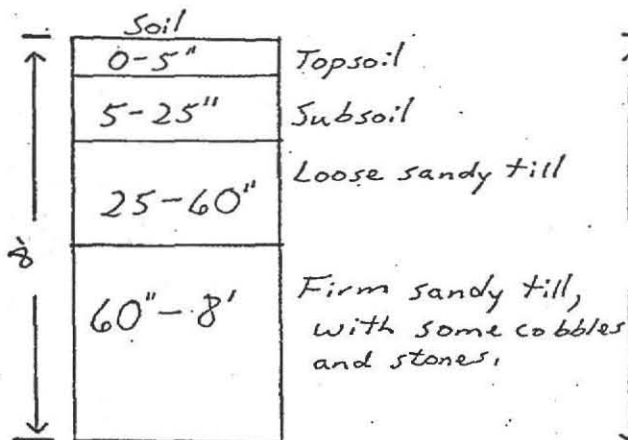 Soil
0-5" Topsoil
5-25" Subsoil
25-60" Loose sandy till
8'
60"-8' Firm sandy till,
with some cobbles
and stones.